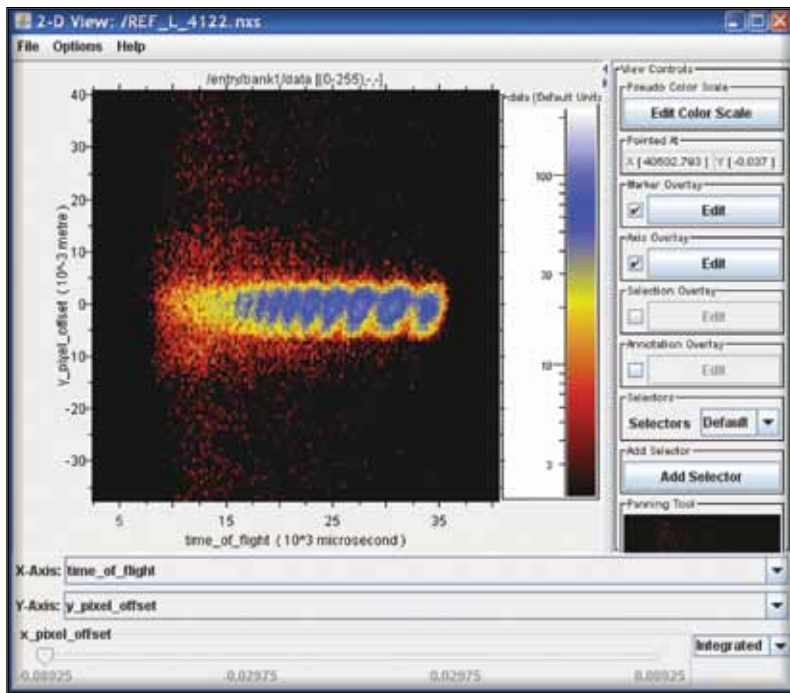 2-D View: /REF_L_4122.nxs
File Options Help
/entry/bank1/data [(0-255),-,-]
data (Default Units
40
30
20
10
0
-10
-20
-30
y_pixel_offset ( 10^-3 metre )
5 15 25 35
time_of_flight ( 10^3 microsecond )
100
30
10
3
View Controls
Pseudo Color Scale
Edit Color Scale
Pointed At
X [ 40602.793 ] Y [ -0.037 ]
Marker Overlay
Edit
Axis Overlay
Edit
Selection Overlay
Edit
Annotation Overlay
Edit
Selectors
Selectors Default
Add Selector
Add Selector
Panning Tool
X-Axis: time_of_flight
Y-Axis: y_pixel_offset
x_pixel_offset
Integrated
-0.08925 -0.02975 0.02975 0.08925